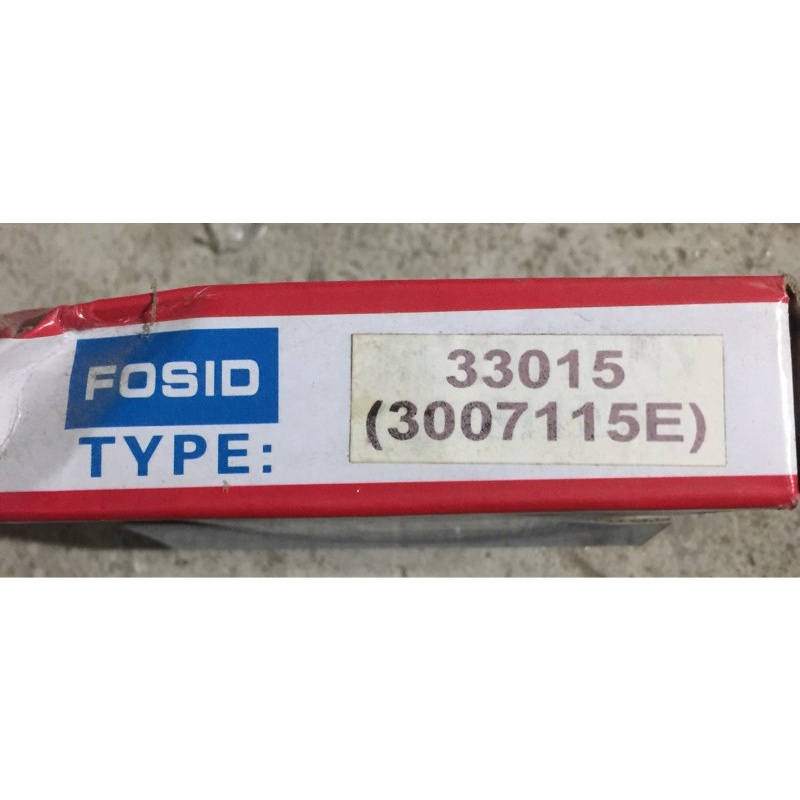 FOSID
TYPE:
33015
(3007115E)